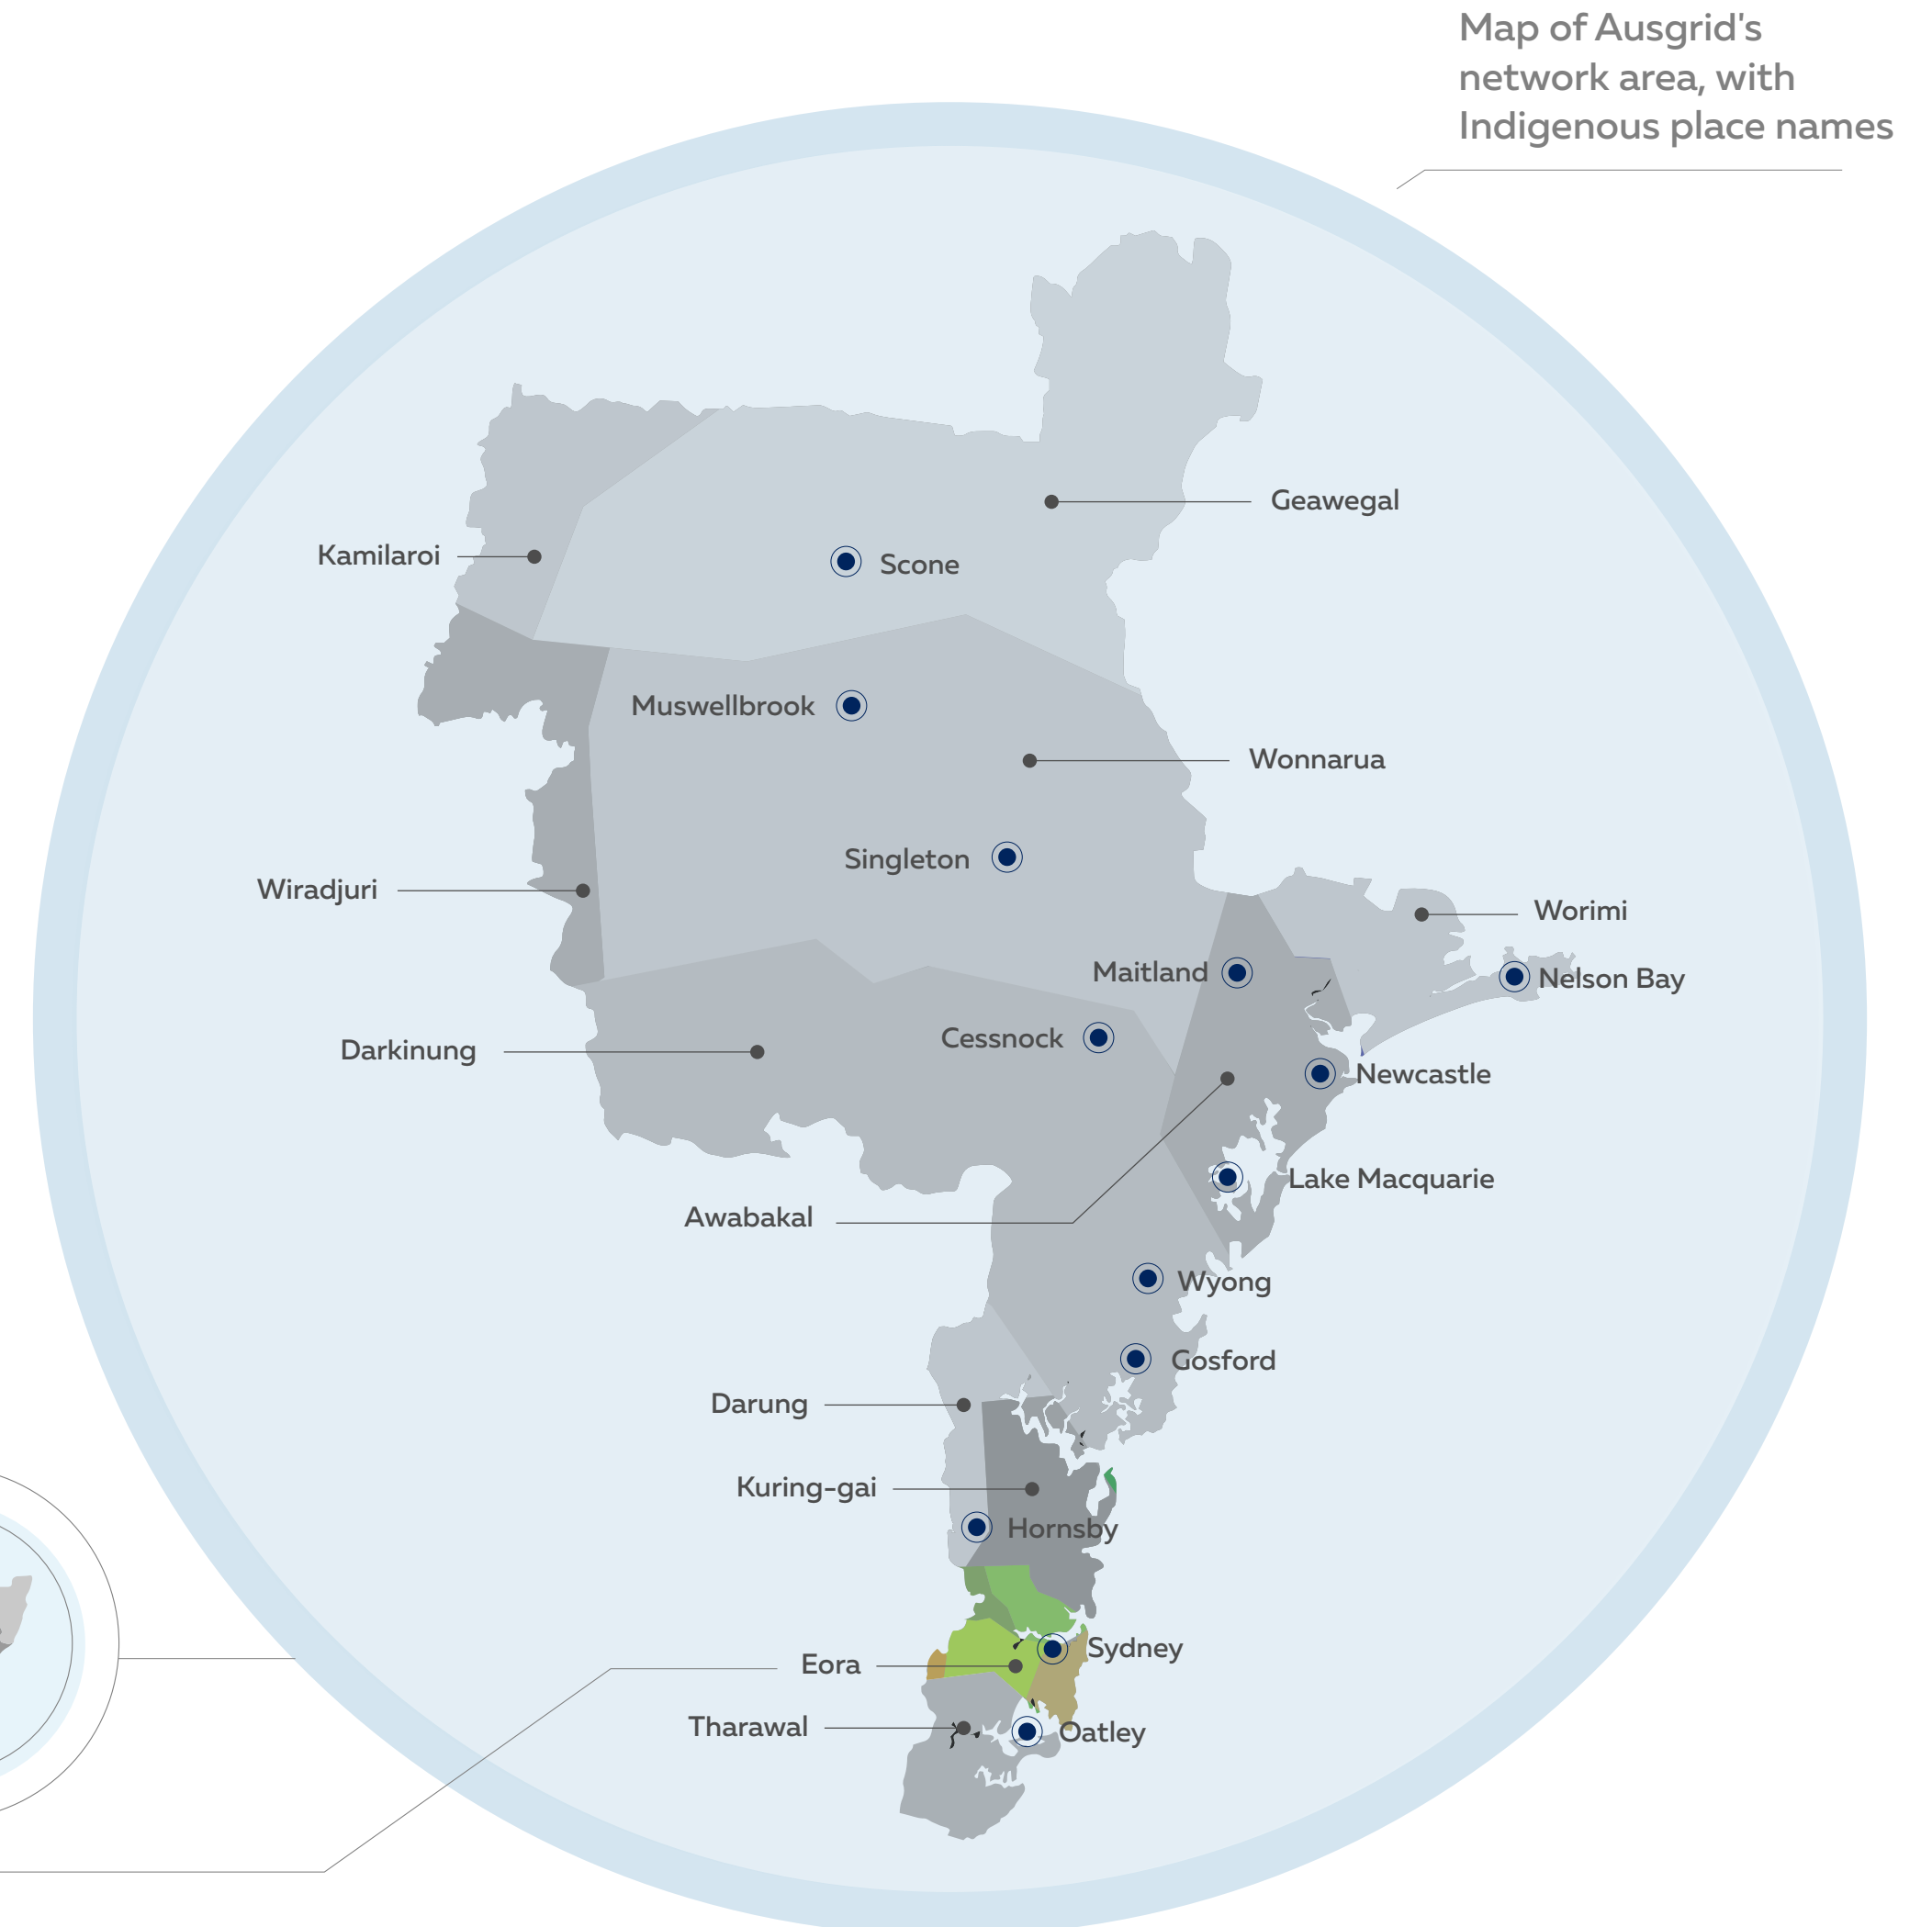 Map of Ausgrid's
network area, with
Indigenous place names
Geawegal
Kamilaroi
Scone
Muswellbrook
Wonnarua
Singleton
Wiradjuri
Worimi
Maitland
Nelson Bay
Cessnock
Darkinung
Newcastle
Lake Macquarie
Awabakal
Wyong
Gosford
Darung
Kuring-gai
Hornsby
Sydney
Eora
Tharawal
Oatley